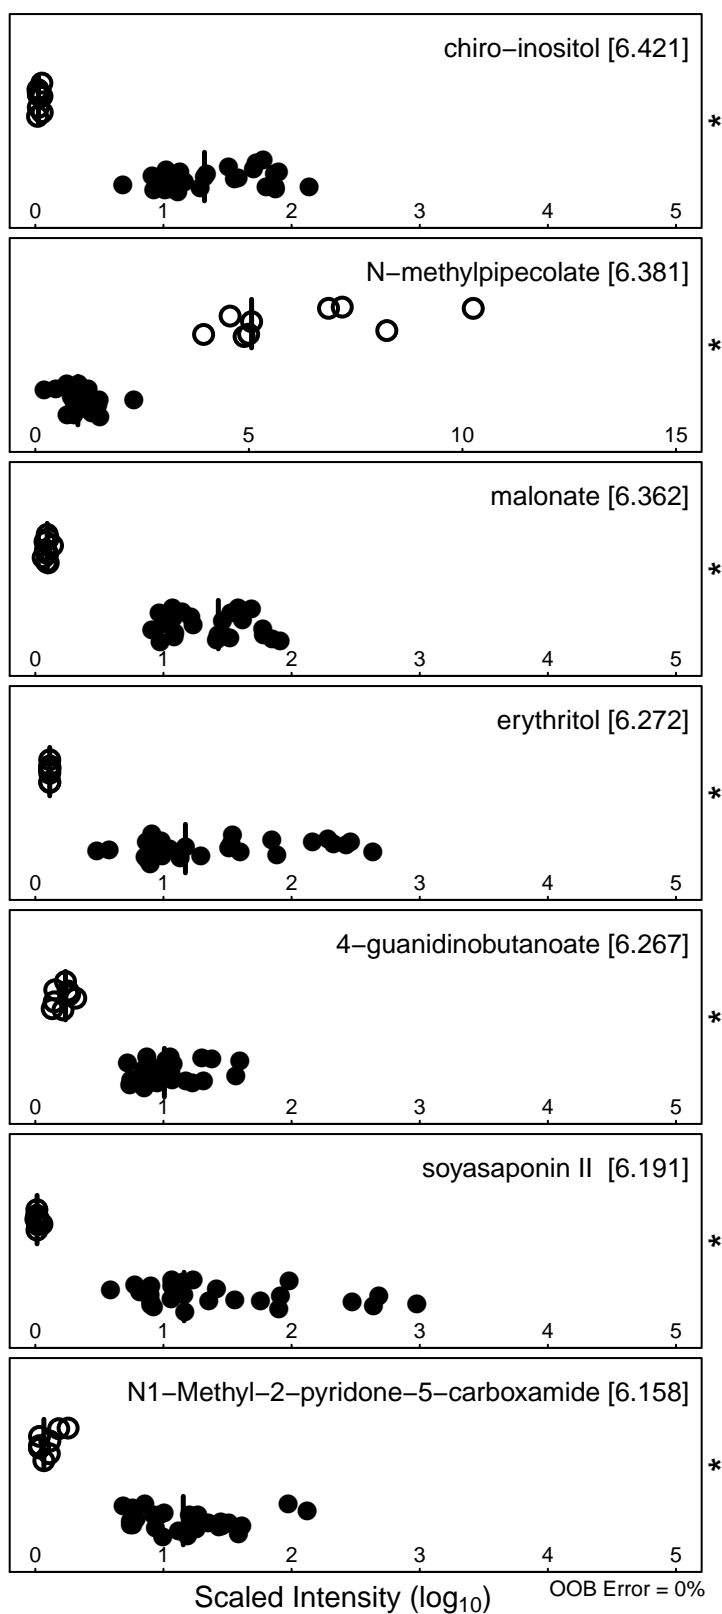 chiro−inositol [6.421]
*
0 1 2 3 4 5
N−methylpipecolate [6.381]
*
0 5 10 15
malonate [6.362]
*
0 1 2 3 4 5
erythritol [6.272]
*
0 1 2 3 4 5
4−guanidinobutanoate [6.267]
*
0 1 2 3 4 5
soyasaponin II [6.191]
*
0 1 2 3 4 5
N1−Methyl−2−pyridone−5−carboxamide [6.158]
*
0 1 2 3 4 5
Scaled Intensity (log₁₀) OOB Error = 0%